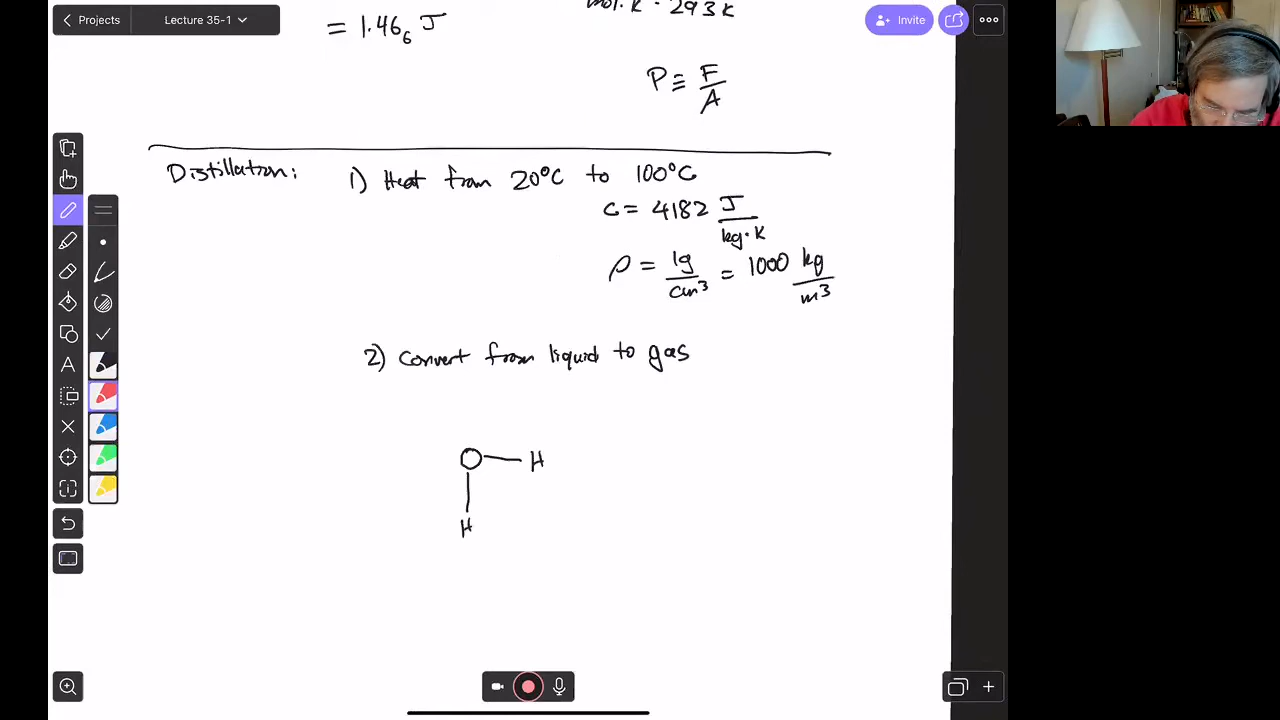 Projects
Lecture 35-1
Invite
= 1.46₆ J
mol·K · 293 K
P ≡ F/A
Distillation: 1) Heat from 20°C to 100°C
c = 4182 J/kg·K
ρ = 1g/cm³ = 1000 kg/m³
2) Convert from liquid to gas
O H
H
A